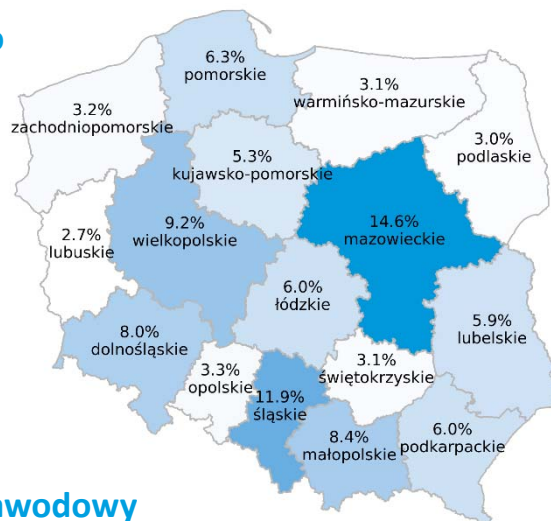 6.3%
pomorskie
3.1%
warmińsko-mazurskie
3.2%
zachodniopomorskie
3.0%
podlaskie
5.3%
kujawsko-pomorskie
14.6%
mazowieckie
9.2%
wielkopolskie
2.7%
lubuskie
6.0%
łódzkie
5.9%
lubelskie
8.0%
dolnośląskie
3.3%
opolskie
3.1%
świętokrzyskie
11.9%
śląskie
6.0%
podkarpackie
8.4%
małopolskie